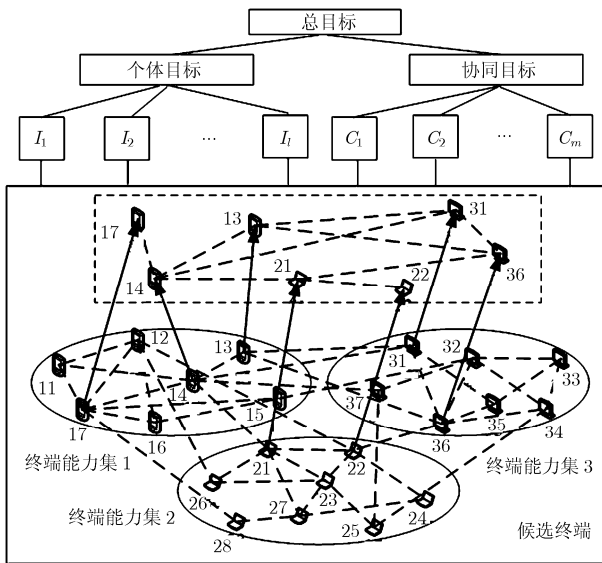 总目标
个体目标 协同目标
I₁ I₂ ... Iₗ C₁ C₂ ... Cₘ
17 13 31
14 21 22 36
12 13 31 32
11 14 37 33
17 16 15 36 35 34
终端能力集1 21 22 终端能力集3
26 23
终端能力集2 27 25 24
28 候选终端